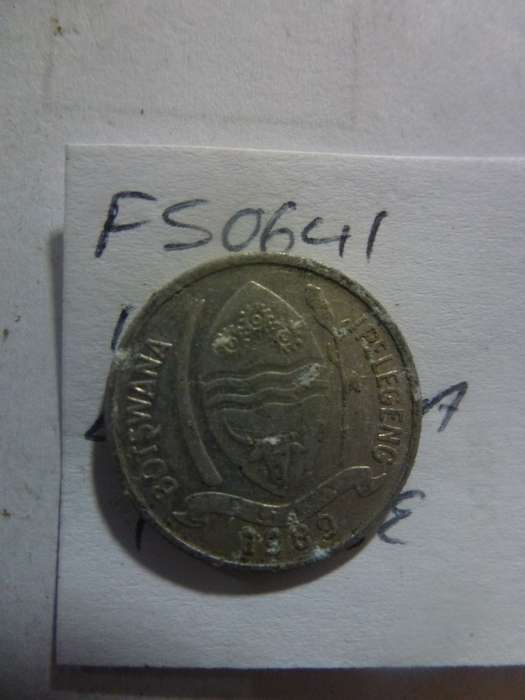 FS0641
BOTSWANA
IPELEGENG
1989